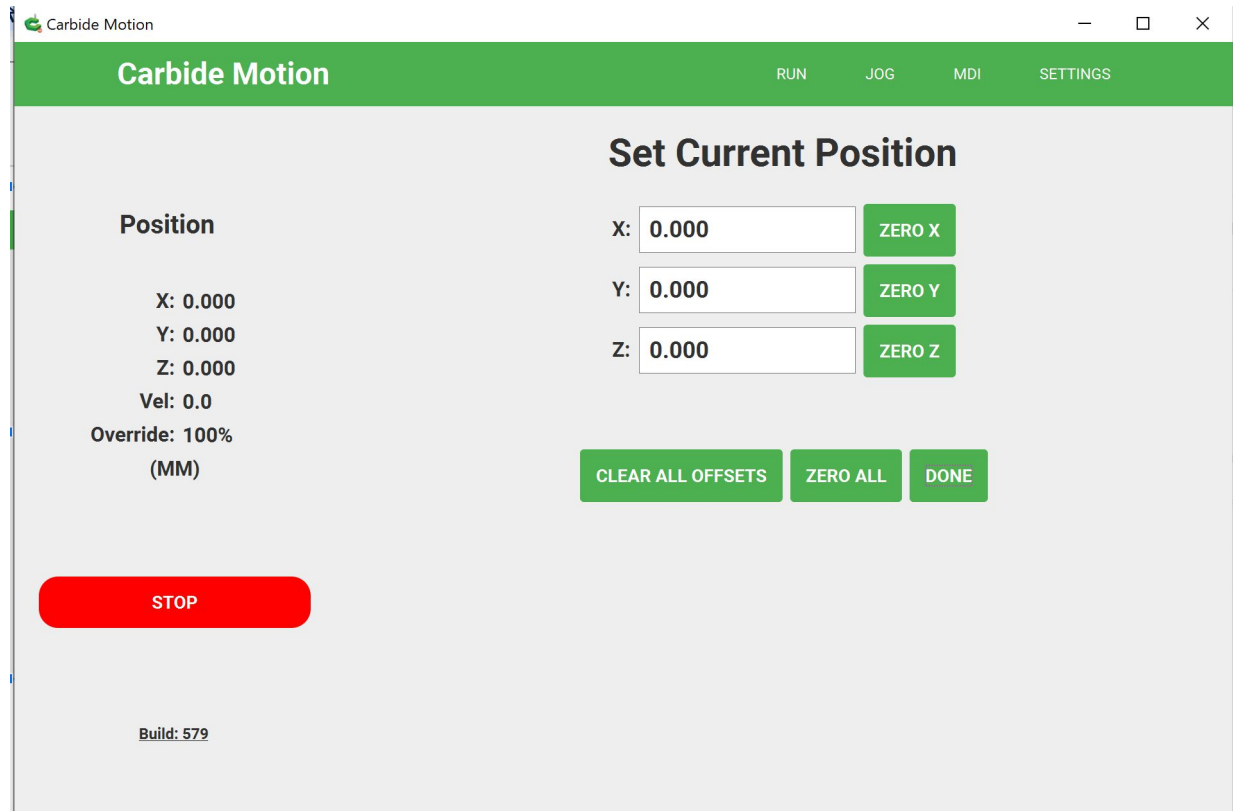 Carbide Motion
Carbide Motion
RUN JOG MDI SETTINGS
Set Current Position
Position
X: 0.000
Y: 0.000
Z: 0.000
Vel: 0.0
Override: 100%
(MM)
X: 0.000 ZERO X
Y: 0.000 ZERO Y
Z: 0.000 ZERO Z
CLEAR ALL OFFSETS ZERO ALL DONE
STOP
Build: 579